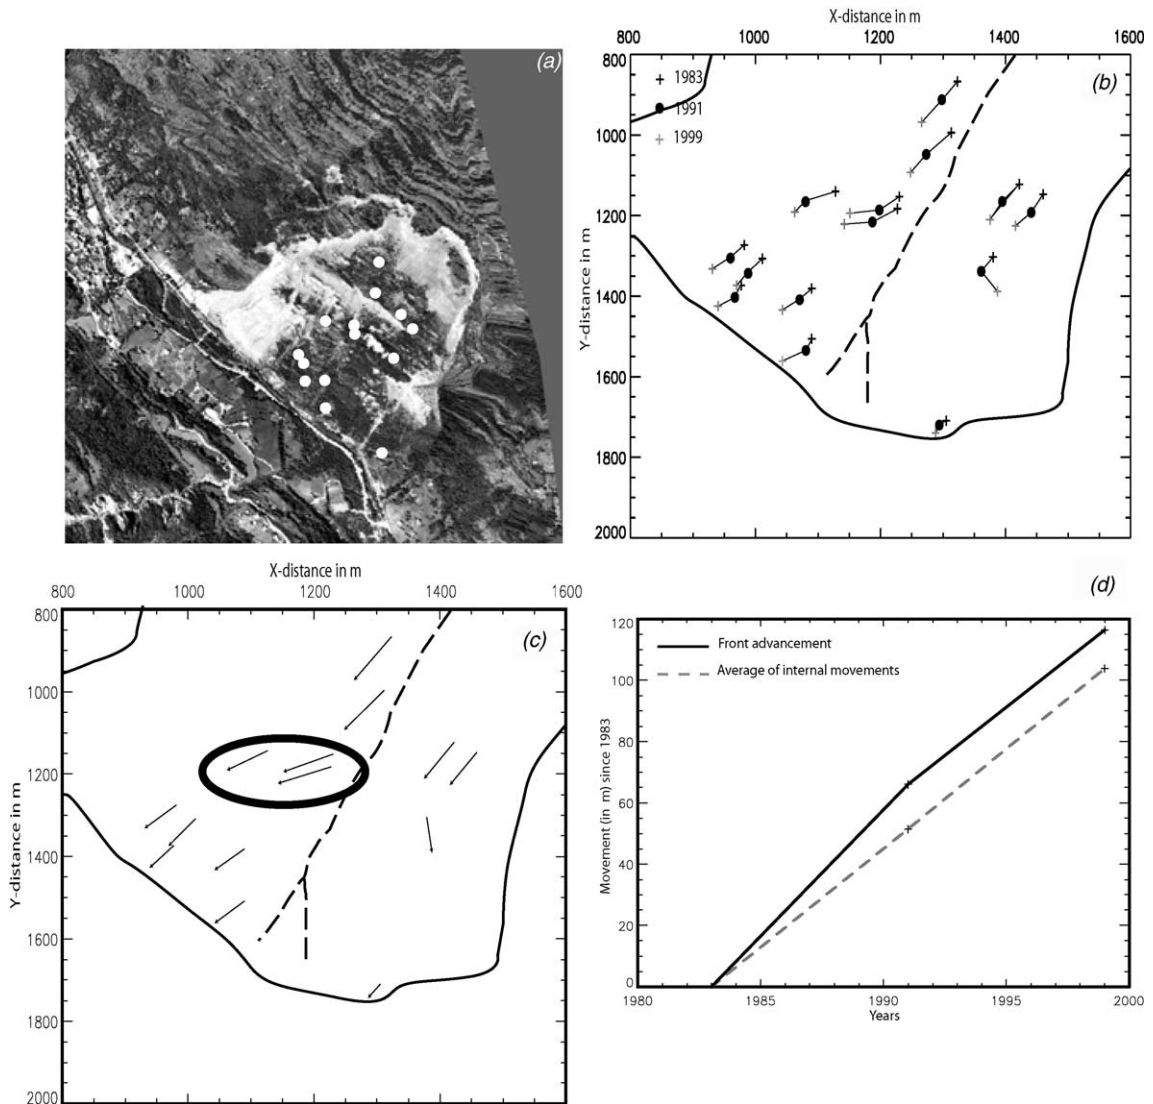 (a)
X-distance in m
800 1000 1200 1400 1600
(b)
1983
1991
1999
Y-distance in m
800
1000
1200
1400
1600
1800
2000
X-distance in m
800 1000 1200 1400 1600
(c)
Y-distance in m
800
1000
1200
1400
1600
1800
2000
(d)
Front advancement
Average of internal movements
Movement (in m) since 1983
120
100
80
60
40
20
0
1980 1985 1990 1995 2000
Years